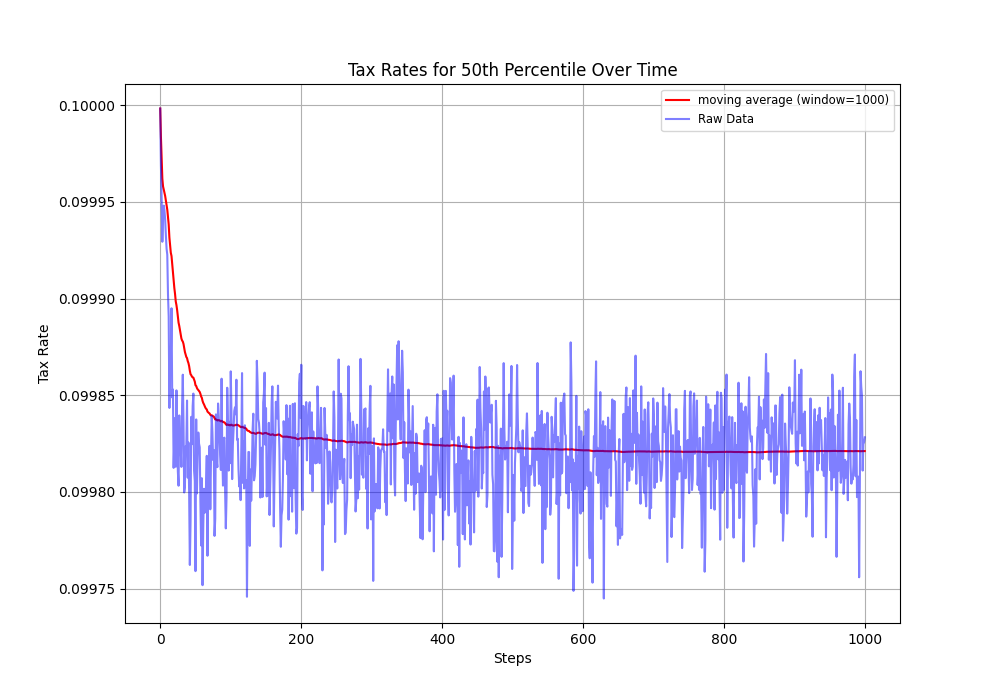 Tax Rates for 50th Percentile Over Time
moving average (window=1000)
Raw Data
Tax Rate
0.10000
0.09995
0.09990
0.09985
0.09980
0.09975
0
200
400
600
800
1000
Steps